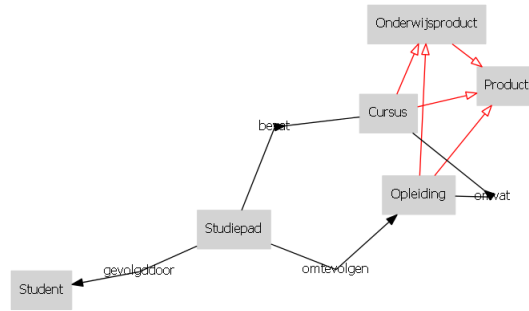 Onderwijsproduct
Product
Cursus
bevat
Opleiding
omvat
Studiepad
gevolgddoor
omtevolgen
Student